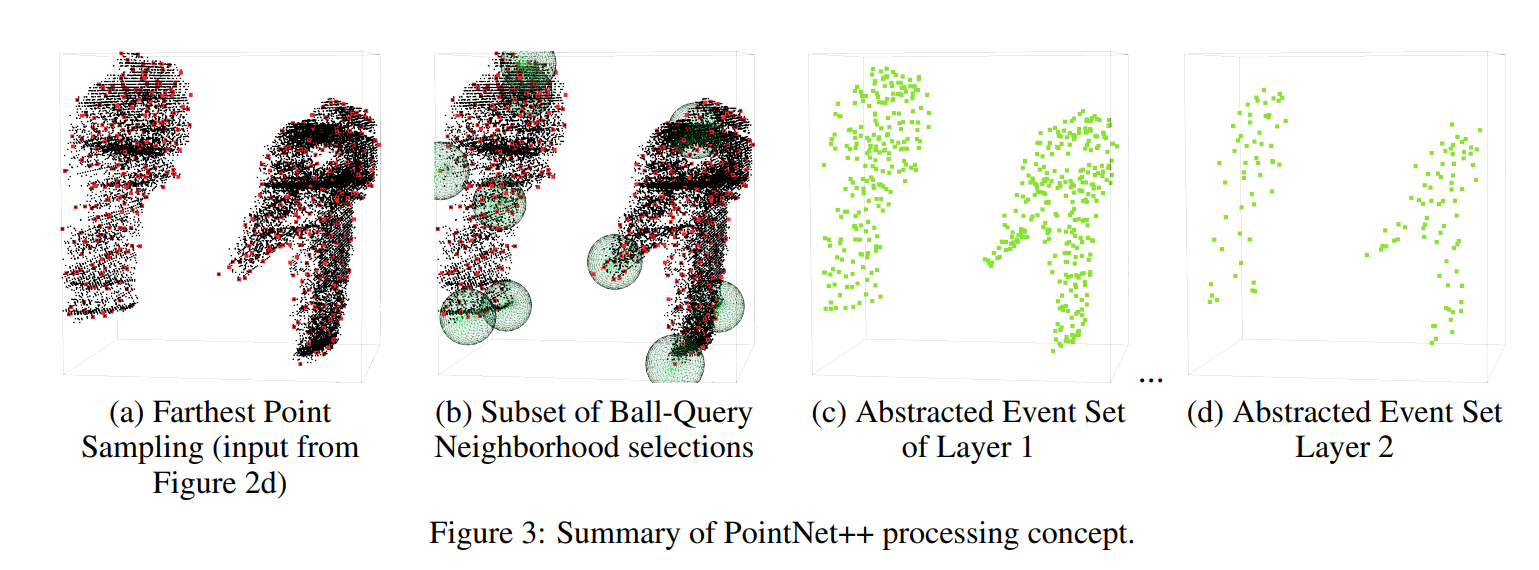 ...
(a) Farthest Point
Sampling (input from
Figure 2d)
(b) Subset of Ball-Query
Neighborhood selections
(c) Abstracted Event Set
of Layer 1
(d) Abstracted Event Set
Layer 2
Figure 3: Summary of PointNet++ processing concept.